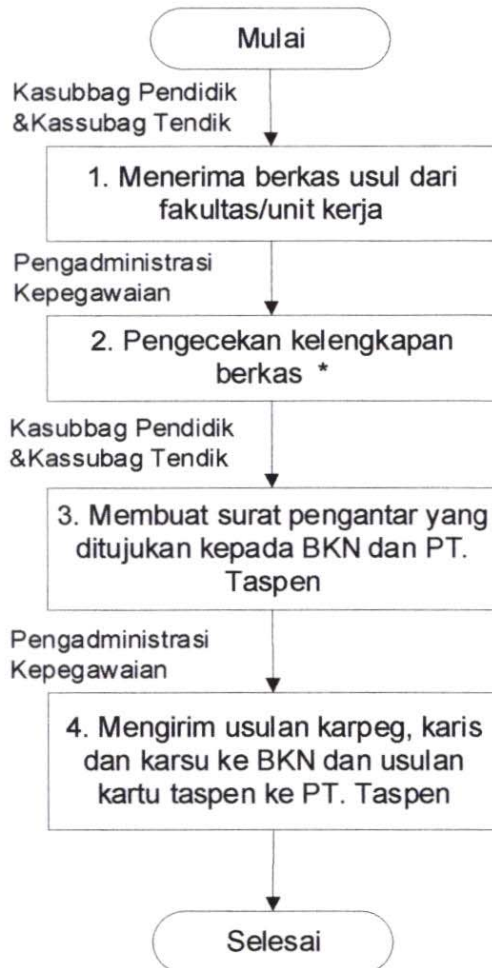 Mulai
Kasubbag Pendidik
&Kassubag Tendik
1. Menerima berkas usul dari
fakultas/unit kerja
Pengadministrasi
Kepegawaian
2. Pengecekan kelengkapan
berkas *
Kasubbag Pendidik
&Kassubag Tendik
3. Membuat surat pengantar yang
ditujukan kepada BKN dan PT.
Taspen
Pengadministrasi
Kepegawaian
4. Mengirim usulan karpeg, karis
dan karsu ke BKN dan usulan
kartu taspen ke PT. Taspen
Selesai